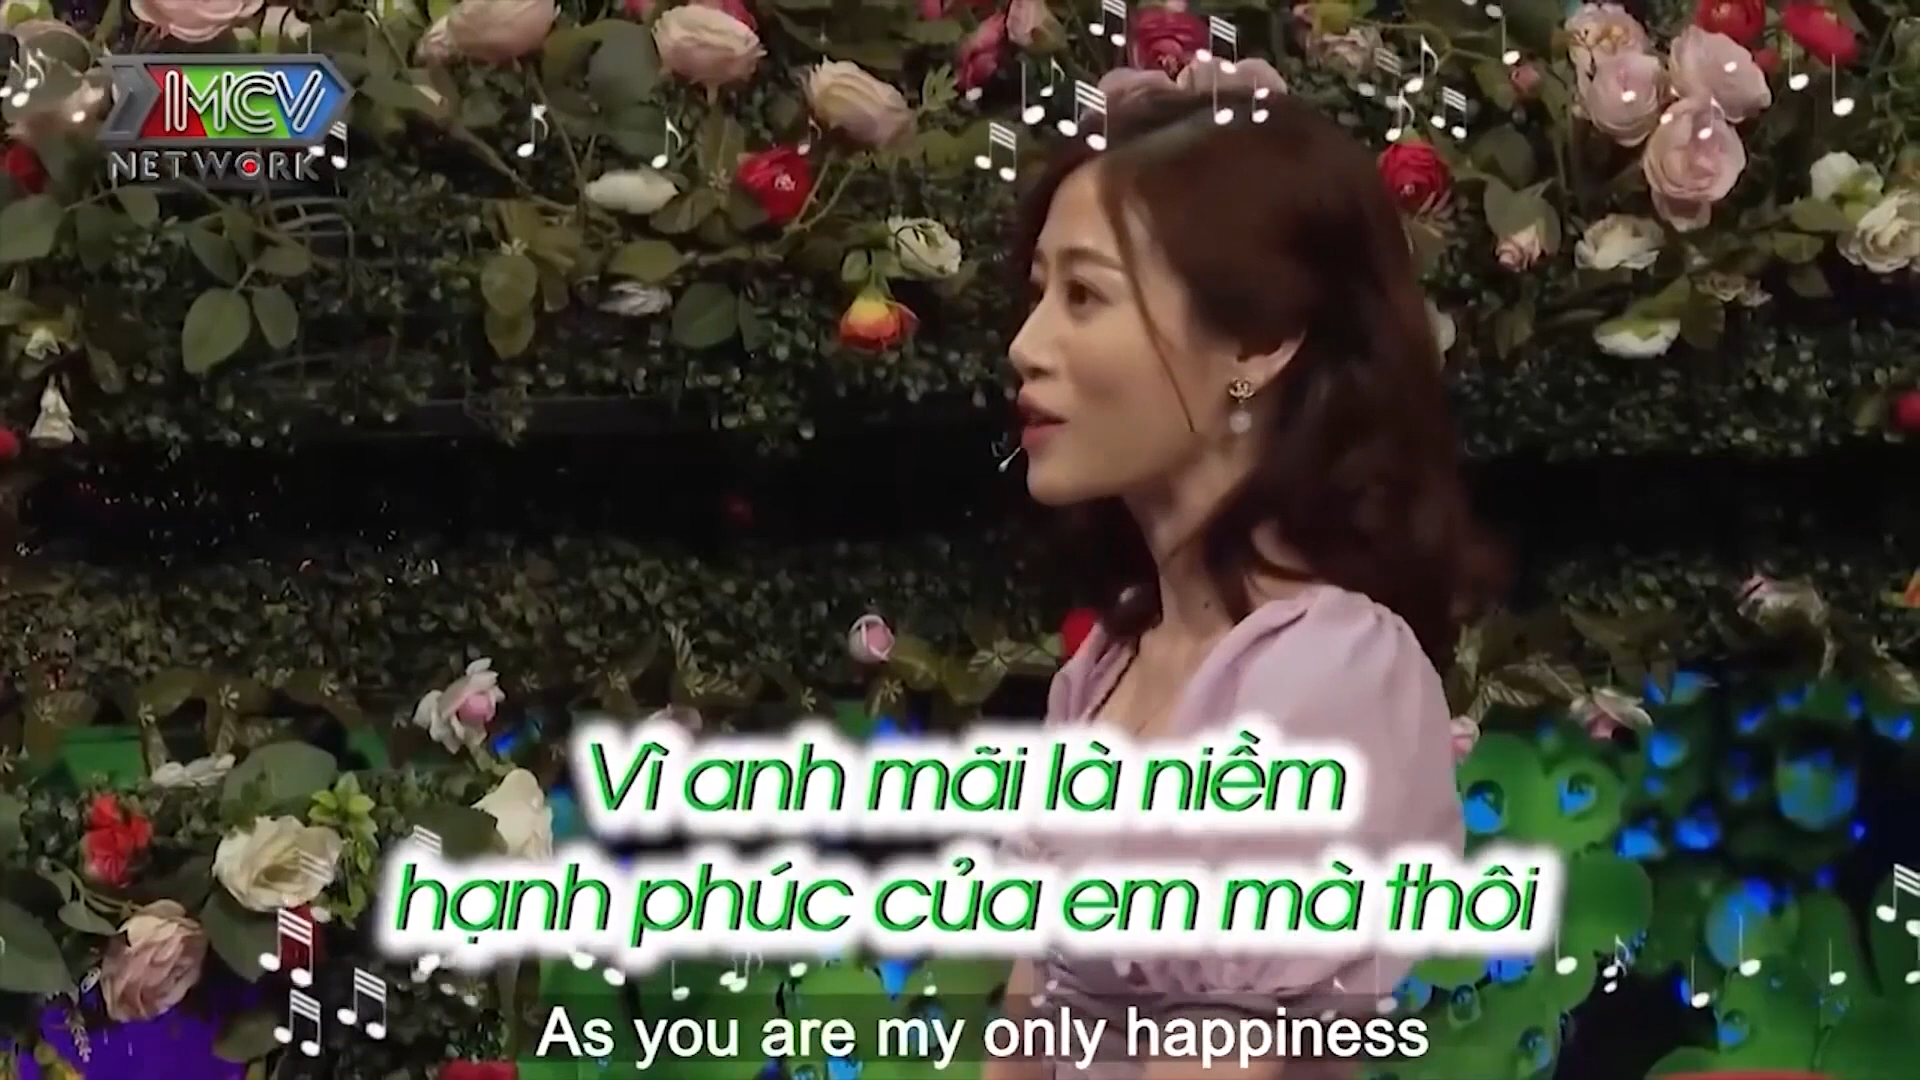 MCV
NETWORK
Vì anh mãi là niềm
hạnh phúc của em mà thôi
As you are my only happiness